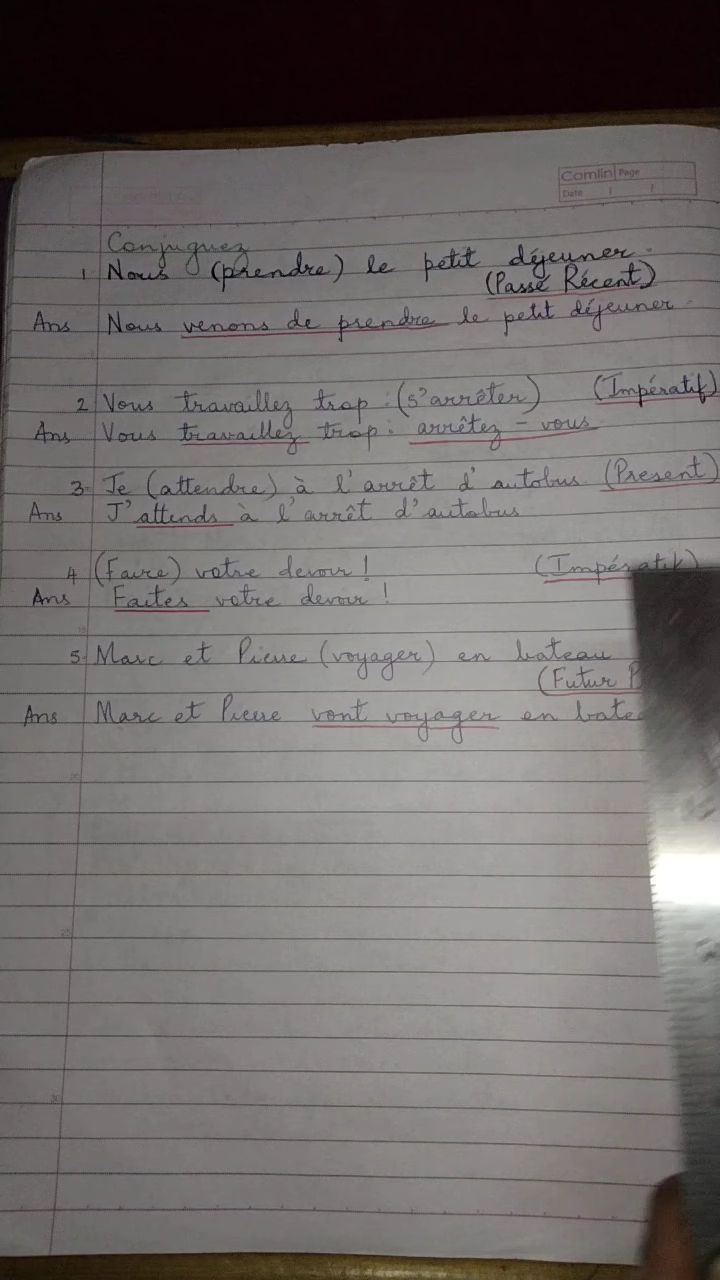 Comlin Page
Date
Conjuguez
1 Nous (prendre) le petit déjeuner.
(Passé Récent)
Ans Nous venons de prendre le petit déjeuner.
2 Vous travaillez trop : (s'arrêter) (Impératif)
Ans Vous travaillez trop : arrêtez - vous.
3- Je (attendre) à l'arrêt d'autobus. (Present)
Ans J'attends à l'arrêt d'autobus
4 (Faire) votre devoir ! (Impératif)
Ans Faites votre devoir !
5. Marc et Pierre (voyager) en bateau
(Futur P
Ans Marc et Pierre vont voyager en bate